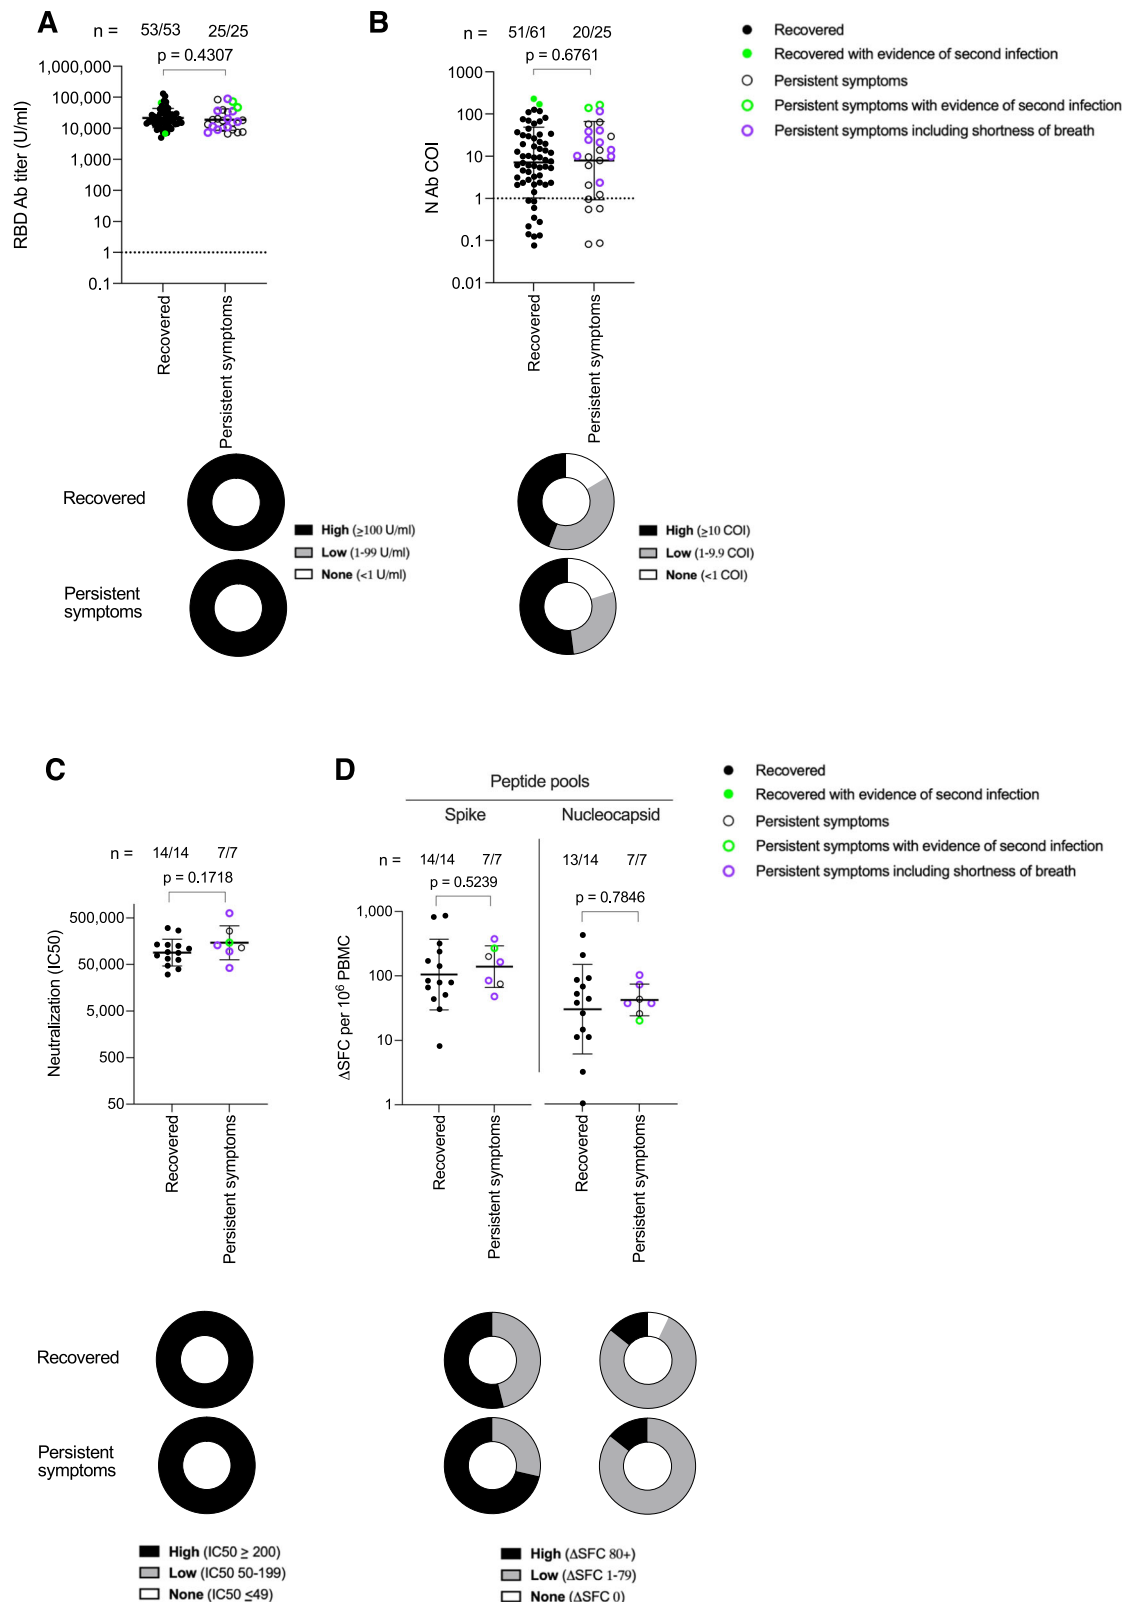 A
n =
53/53
25/25
p = 0.4307
1,000,000
100,000
10,000
1,000
100
10
1
0.1
RBD Ab titer (U/ml)
Recovered
Persistent symptoms
B
n =
51/61
20/25
p = 0.6761
1000
100
10
1
0.1
0.01
N Ab COI
Recovered
Persistent symptoms
Recovered
Recovered with evidence of second infection
Persistent symptoms
Persistent symptoms with evidence of second infection
Persistent symptoms including shortness of breath
Recovered
Persistent
symptoms
High (≥100 U/ml)
Low (1-99 U/ml)
None (<1 U/ml)
High (≥10 COI)
Low (1-9.9 COI)
None (<1 COI)
C
n =
14/14
7/7
p = 0.1718
500,000
50,000
5,000
500
50
Neutralization (IC50)
Recovered
Persistent symptoms
D
Peptide pools
Spike
Nucleocapsid
n =
14/14
7/7
13/14
7/7
p = 0.5239
p = 0.7846
1,000
100
10
1
ΔSFC per 10⁶ PBMC
Recovered
Persistent symptoms
Recovered
Persistent symptoms
Recovered
Recovered with evidence of second infection
Persistent symptoms
Persistent symptoms with evidence of second infection
Persistent symptoms including shortness of breath
Recovered
Persistent
symptoms
High (IC50 ≥ 200)
Low (IC50 50-199)
None (IC50 ≤49)
High (ΔSFC 80+)
Low (ΔSFC 1-79)
None (ΔSFC 0)